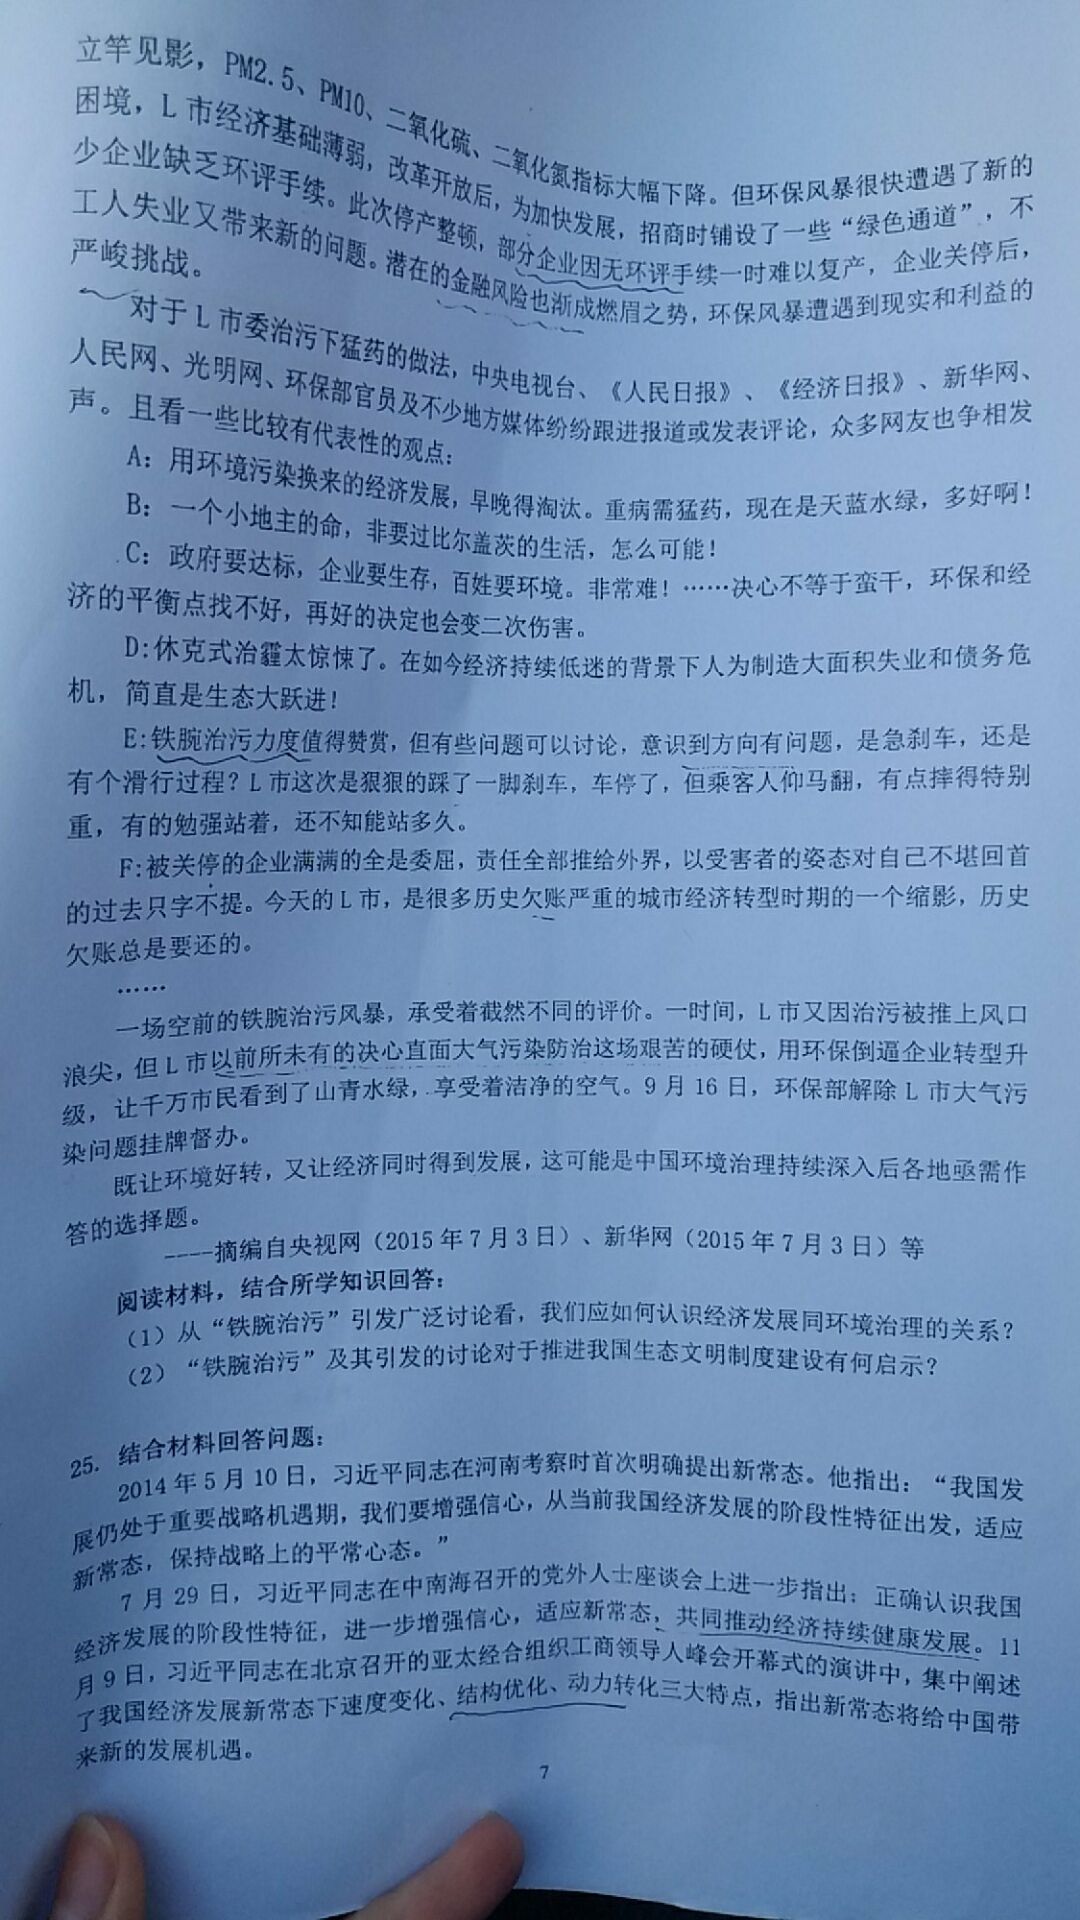 立竿见影，PM2.5、PM10、二氧化硫、二氧化氮指标大幅下降。但环保风暴很快遭遇了新的
困境，L 市经济基础薄弱，改革开放后，为加快发展，招商时铺设了一些“绿色通道”，不
少企业缺乏环评手续。此次停产整顿，部分企业因无环评手续一时难以复产，企业关停后，
工人失业又带来新的问题。潜在的金融风险也渐成燃眉之势，环保风暴遭遇到现实和利益的
严峻挑战。
对于 L 市委治污下猛药的做法，中央电视台、《人民日报》、《经济日报》、新华网、
人民网、光明网、环保部官员及不少地方媒体纷纷跟进报道或发表评论，众多网友也争相发
声。且看一些比较有代表性的观点：
A：用环境污染换来的经济发展，早晚得淘汰。重病需猛药，现在是天蓝水绿，多好啊！
B：一个小地主的命，非要过比尔盖茨的生活，怎么可能！
C：政府要达标，企业要生存，百姓要环境。非常难！……决心不等于蛮干，环保和经
济的平衡点找不好，再好的决定也会变二次伤害。
D:休克式治霾太惊悚了。在如今经济持续低迷的背景下人为制造大面积失业和债务危
机，简直是生态大跃进！
E:铁腕治污力度值得赞赏，但有些问题可以讨论，意识到方向有问题，是急刹车，还是
有个滑行过程？L 市这次是狠狠的踩了一脚刹车，车停了，但乘客人仰马翻，有点摔得特别
重，有的勉强站着，还不知能站多久。
F:被关停的企业满满的全是委屈，责任全部推给外界，以受害者的姿态对自己不堪回首
的过去只字不提。今天的 L 市，是很多历史欠账严重的城市经济转型时期的一个缩影，历史
欠账总是要还的。
……
一场空前的铁腕治污风暴，承受着截然不同的评价。一时间，L 市又因治污被推上风口
浪尖，但 L 市以前所未有的决心直面大气污染防治这场艰苦的硬仗，用环保倒逼企业转型升
级，让千万市民看到了山青水绿，享受着洁净的空气。9 月 16 日，环保部解除 L 市大气污
染问题挂牌督办。
既让环境好转，又让经济同时得到发展，这可能是中国环境治理持续深入后各地亟需作
答的选择题。
----摘编自央视网（2015 年 7 月 3 日）、新华网（2015 年 7 月 3 日）等
阅读材料，结合所学知识回答：
（1）从“铁腕治污”引发广泛讨论看，我们应如何认识经济发展同环境治理的关系？
（2）“铁腕治污”及其引发的讨论对于推进我国生态文明制度建设有何启示？
25. 结合材料回答问题：
2014 年 5 月 10 日，习近平同志在河南考察时首次明确提出新常态。他指出：“我国发
展仍处于重要战略机遇期，我们要增强信心，从当前我国经济发展的阶段性特征出发，适应
新常态，保持战略上的平常心态。”
7 月 29 日，习近平同志在中南海召开的党外人士座谈会上进一步指出：正确认识我国
经济发展的阶段性特征，进一步增强信心，适应新常态，共同推动经济持续健康发展。11
月 9 日，习近平同志在北京召开的亚太经合组织工商领导人峰会开幕式的演讲中，集中阐述
了我国经济发展新常态下速度变化、结构优化、动力转化三大特点，指出新常态将给中国带
来新的发展机遇。
7